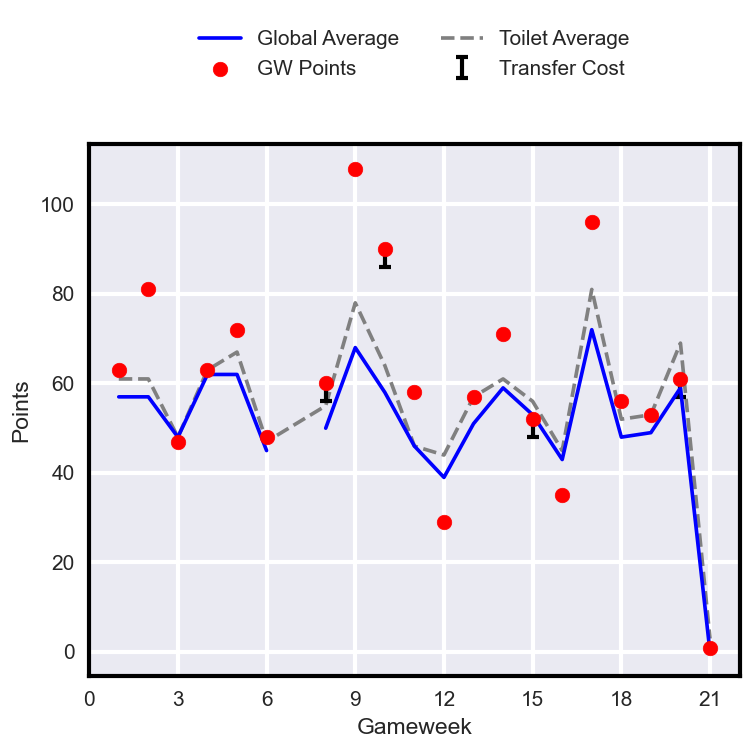 Global Average
Toilet Average
GW Points
Transfer Cost
100
80
60
40
20
0
Points
0 3 6 9 12 15 18 21
Gameweek